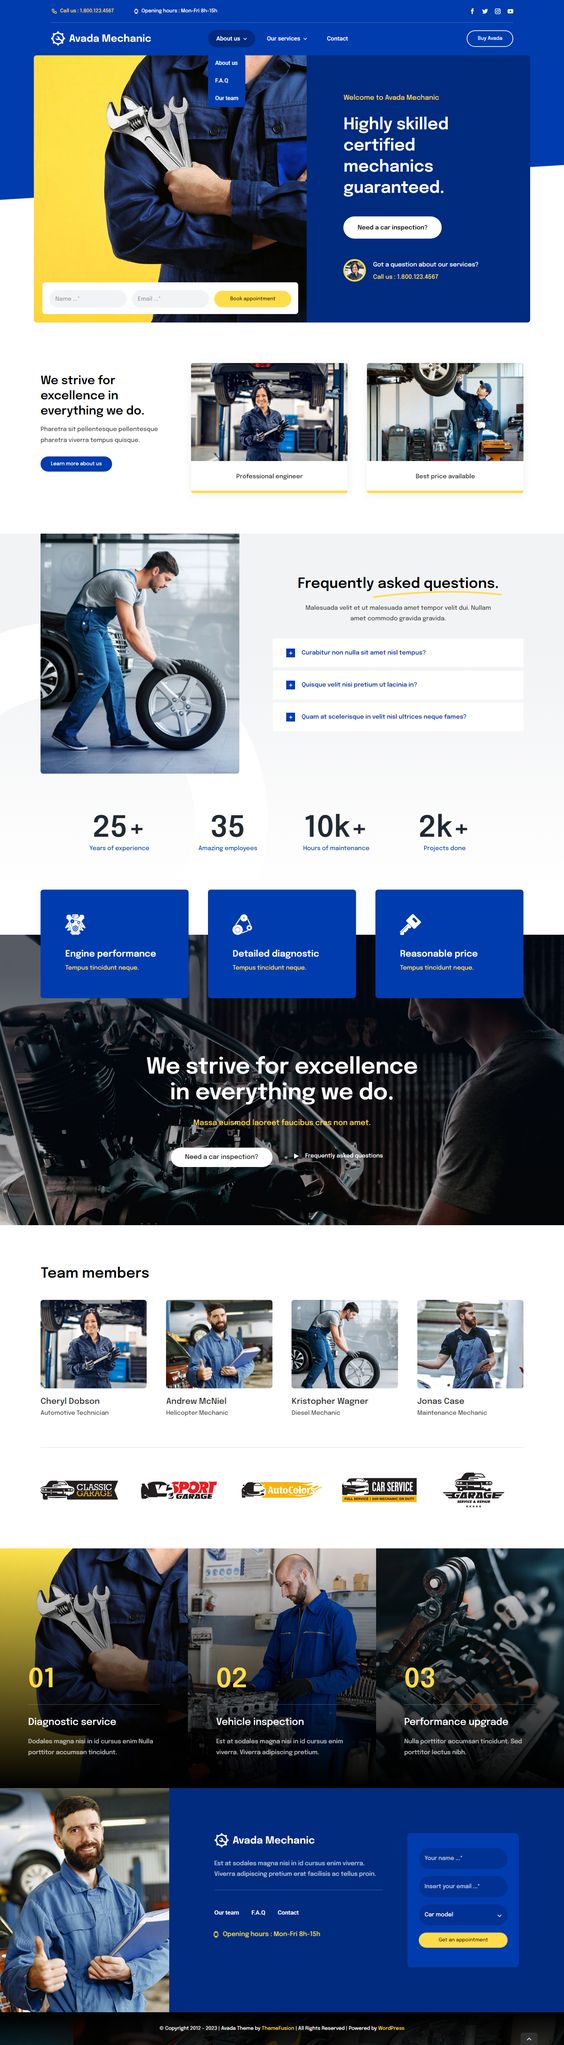 Call us : 1.800.123.4567
Opening hours : Mon-Fri 8h-15h
Avada Mechanic
About us
Our services
Contact
Buy Avada
About us
F.A.Q
Our team
Welcome to Avada Mechanic
Highly skilled
certified
mechanics
guaranteed.
Need a car inspection?
Got a question about our services?
Call us : 1.800.123.4567
Name ...*
Email ...*
Book appointment
We strive for
excellence in
everything we do.
Pharetra sit pellentesque pellentesque
pharetra viverra tempus quisque.
Learn more about us
Professional engineer
Best price available
Frequently asked questions.
Malesuada velit et ut malesuada amet tempor velit dui. Nullam
amet commodo gravida gravida.
Curabitur non nulla sit amet nisl tempus?
Quisque velit nisi pretium ut lacinia in?
Quam at scelerisque in velit nisl ultrices neque fames?
25+
Years of experience
35
Amazing employees
10k+
Hours of maintenance
2k+
Projects done
Engine performance
Tempus tincidunt neque.
Detailed diagnostic
Tempus tincidunt neque.
Reasonable price
Tempus tincidunt neque.
We strive for excellence
in everything we do.
Massa euismod laoreet faucibus cras non amet.
Need a car inspection?
Frequently asked questions
Team members
Cheryl Dobson
Automotive Technician
Andrew McNiel
Helicopter Mechanic
Kristopher Wagner
Diesel Mechanic
Jonas Case
Maintenance Mechanic
CLASSIC
GARAGE
SPORT
GARAGE
AutoColors
CAR SERVICE
FULL SERVICE | 24H MECHANIC ON DUTY
GARAGE
SERVICE & REPAIR
01
Diagnostic service
Dodales magna nisi in id cursus enim Nulla
porttitor accumsan tincidunt.
02
Vehicle inspection
Est at sodales magna nisi in id cursus enim
viverra. Viverra adipiscing pretium.
03
Performance upgrade
Nulla porttitor accumsan tincidunt. Sed
porttitor lectus nibh.
Avada Mechanic
Est at sodales magna nisi in id cursus enim viverra.
Viverra adipiscing pretium erat facilisis ac tellus proin.
Our team
F.A.Q
Contact
Opening hours : Mon-Fri 8h-15h
Your name ...*
Insert your email ...*
Car model
Get an appointment
© Copyright 2012 - 2023 | Avada Theme by ThemeFusion | All Rights Reserved | Powered by WordPress